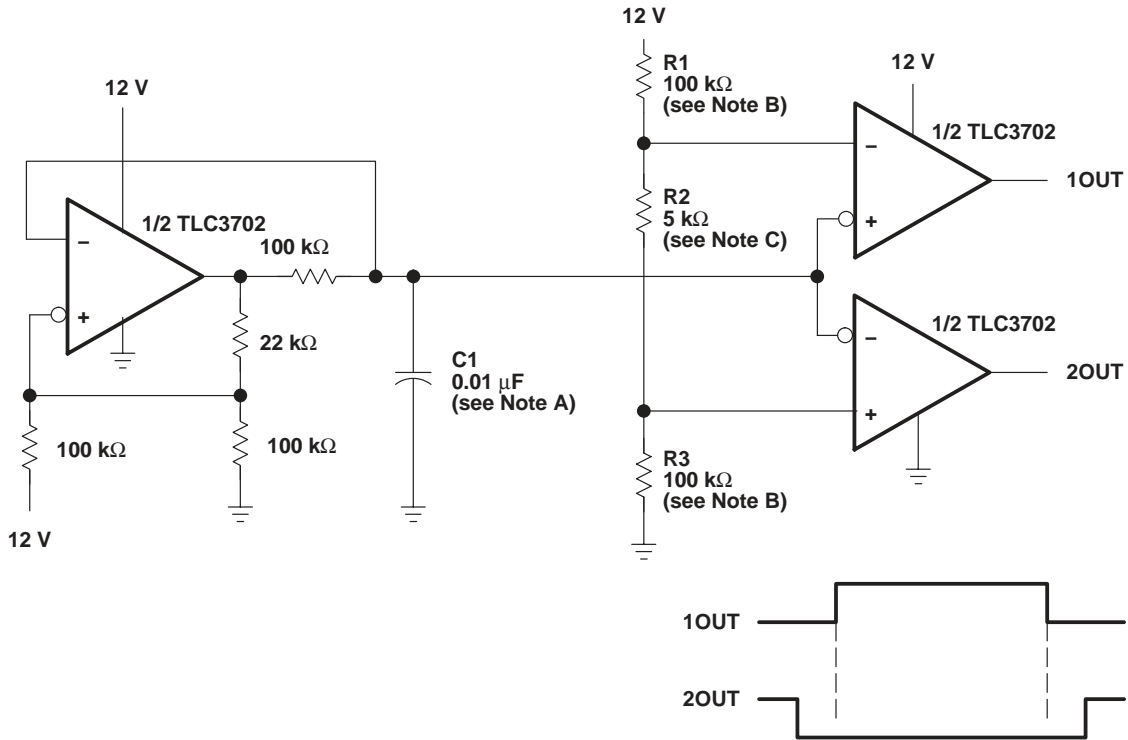 12 V
R1
100 kΩ
(see Note B)
12 V
12 V
1/2 TLC3702
−
1OUT
+
R2
5 kΩ
(see Note C)
1/2 TLC3702
−
100 kΩ
+
22 kΩ
C1
0.01 μF
(see Note A)
1/2 TLC3702
−
2OUT
+
100 kΩ
100 kΩ
R3
100 kΩ
(see Note B)
12 V
1OUT
2OUT